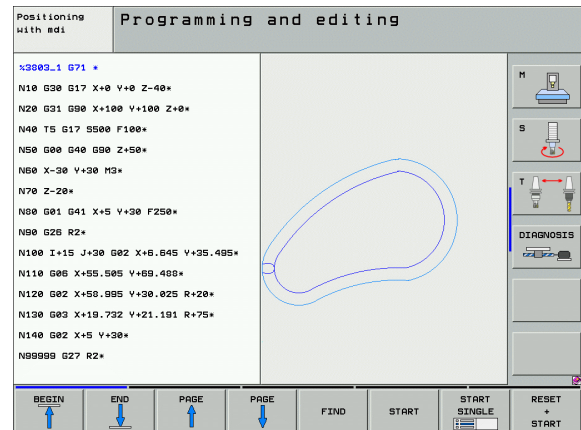 Positioning
with mdi
Programming and editing
%3803_1 G71 *
N10 G30 G17 X+0 Y+0 Z-40*
N20 G31 G90 X+100 Y+100 Z+0*
N40 T5 G17 S500 F100*
N50 G00 G40 G90 Z+50*
N60 X-30 Y+30 M3*
N70 Z-20*
N80 G01 G41 X+5 Y+30 F250*
N90 G26 R2*
N100 I+15 J+30 G02 X+6.645 Y+35.495*
N110 G06 X+55.505 Y+69.488*
N120 G02 X+58.995 Y+30.025 R+20*
N130 G03 X+19.732 Y+21.191 R+75*
N140 G02 X+5 Y+30*
N99999 G27 R2*
M
S
T
DIAGNOSIS
BEGIN
END
PAGE
PAGE
FIND
START
START
SINGLE
RESET
+
START